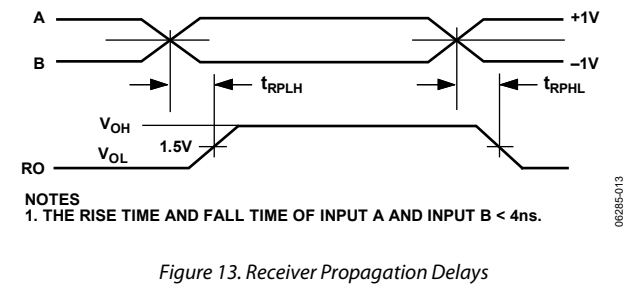 A
+1V
B
–1V
tRPLH
tRPHL
VOH
1.5V
VOL
RO
NOTES
1. THE RISE TIME AND FALL TIME OF INPUT A AND INPUT B < 4ns.
06285-013
Figure 13. Receiver Propagation Delays